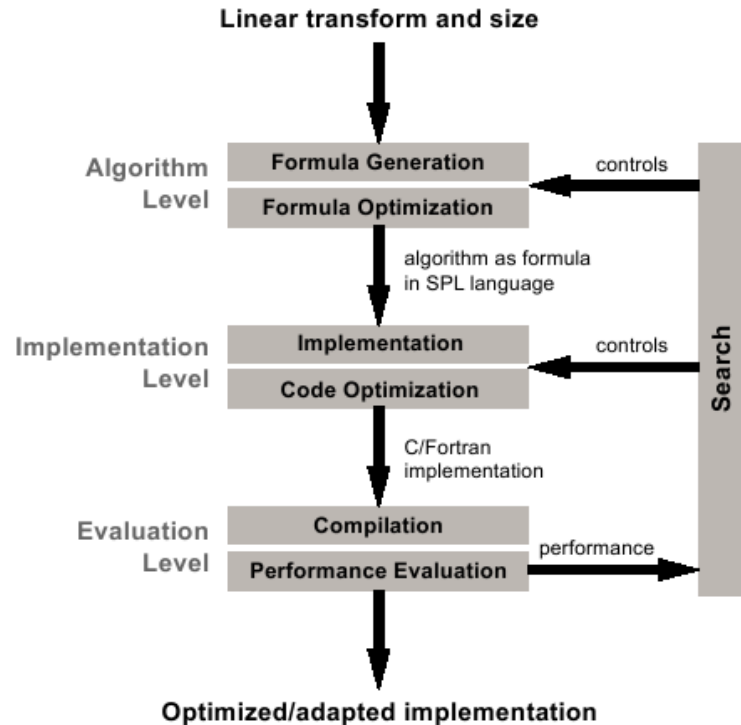 Linear transform and size
Algorithm
Level
Formula Generation
Formula Optimization
controls
algorithm as formula
in SPL language
Implementation
Level
Implementation
Code Optimization
controls
Search
C/Fortran
implementation
Evaluation
Level
Compilation
Performance Evaluation
performance
Optimized/adapted implementation